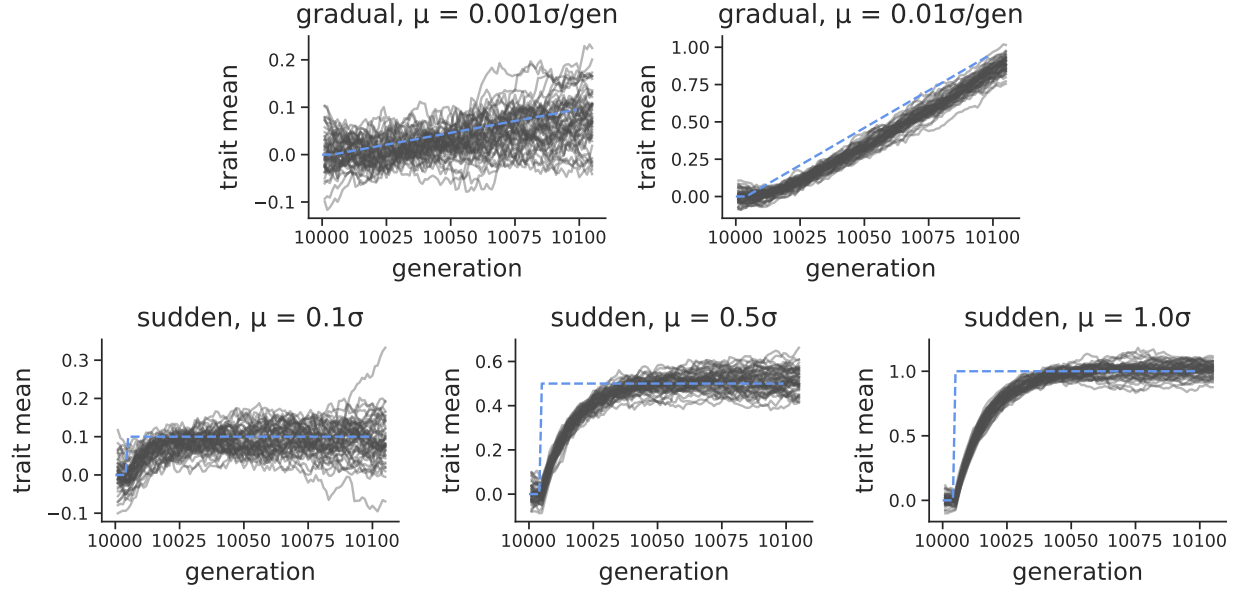 gradual, μ = 0.001σ/gen
gradual, μ = 0.01σ/gen
trait mean
0.2
0.1
0.0
−0.1
10000 10025 10050 10075 10100
generation
trait mean
1.00
0.75
0.50
0.25
0.00
10000 10025 10050 10075 10100
generation
sudden, μ = 0.1σ
sudden, μ = 0.5σ
sudden, μ = 1.0σ
trait mean
0.3
0.2
0.1
0.0
−0.1
10000 10025 10050 10075 10100
generation
trait mean
0.6
0.4
0.2
0.0
10000 10025 10050 10075 10100
generation
trait mean
1.0
0.5
0.0
10000 10025 10050 10075 10100
generation